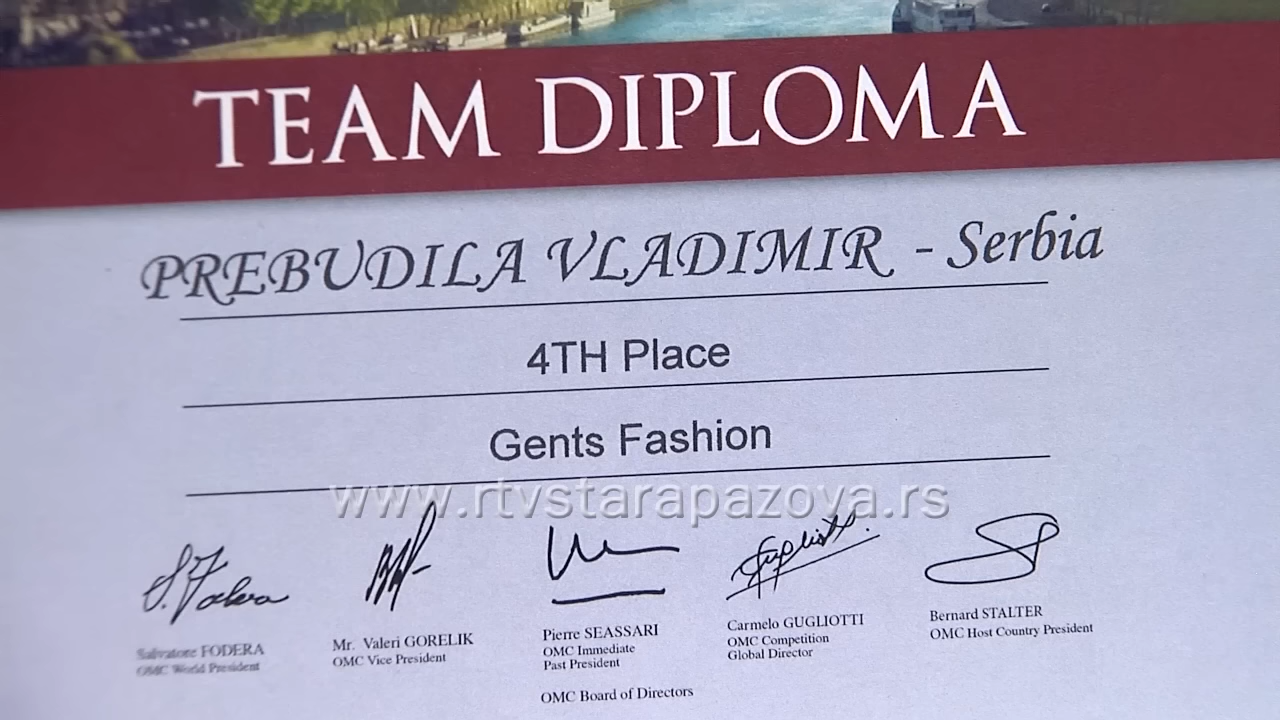 TEAM DIPLOMA
PREBUDILA VLADIMIR - Serbia
4TH Place
Gents Fashion
www.rtvstarapazova.rs
S. Fodera
Salvatore FODERA
OMC World President
Mr. Valeri GORELIK
OMC Vice President
Pierre SEASSARI
OMC Immediate
Past President
Carmelo GUGLIOTTI
OMC Competition
Global Director
Bernard STALTER
OMC Host Country President
OMC Board of Directors